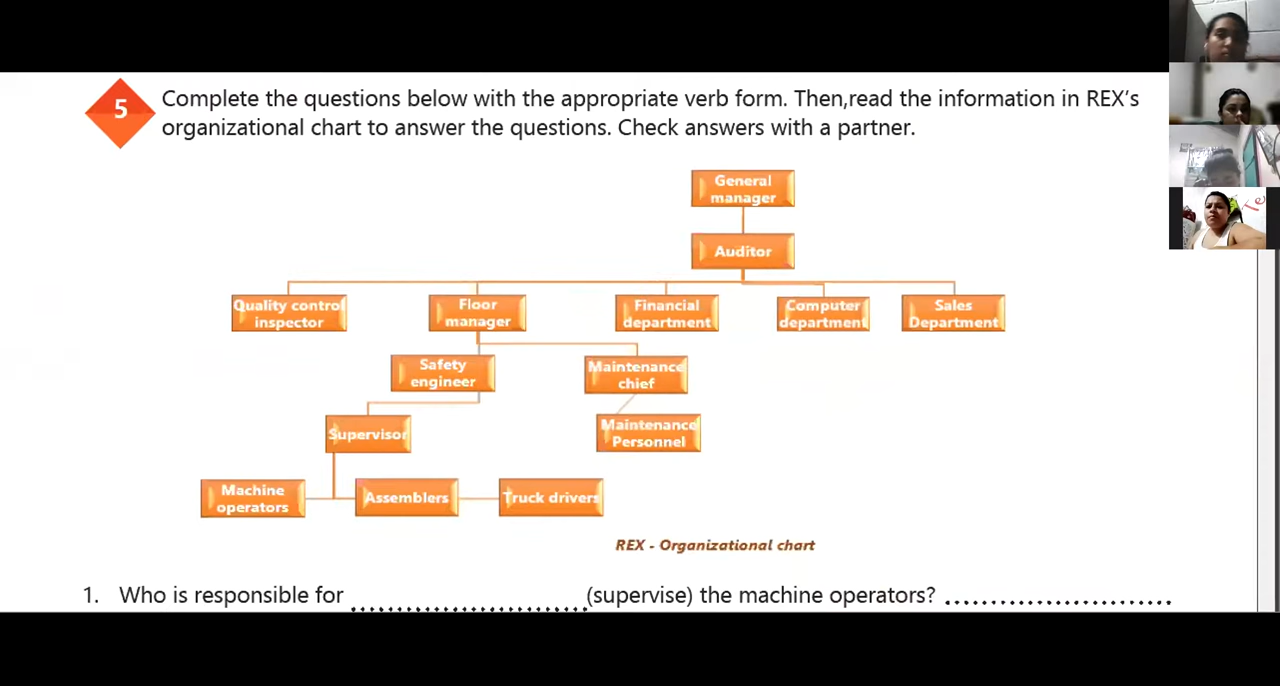 5
Complete the questions below with the appropriate verb form. Then,read the information in REX's
organizational chart to answer the questions. Check answers with a partner.
General
manager
Auditor
Quality control
inspector
Floor
manager
Financial
department
Computer
department
Sales
Department
Safety
engineer
Maintenance
chief
Supervisor
Maintenance
Personnel
Machine
operators
Assemblers
Truck drivers
REX - Organizational chart
1. Who is responsible for ........................ (supervise) the machine operators? ........................